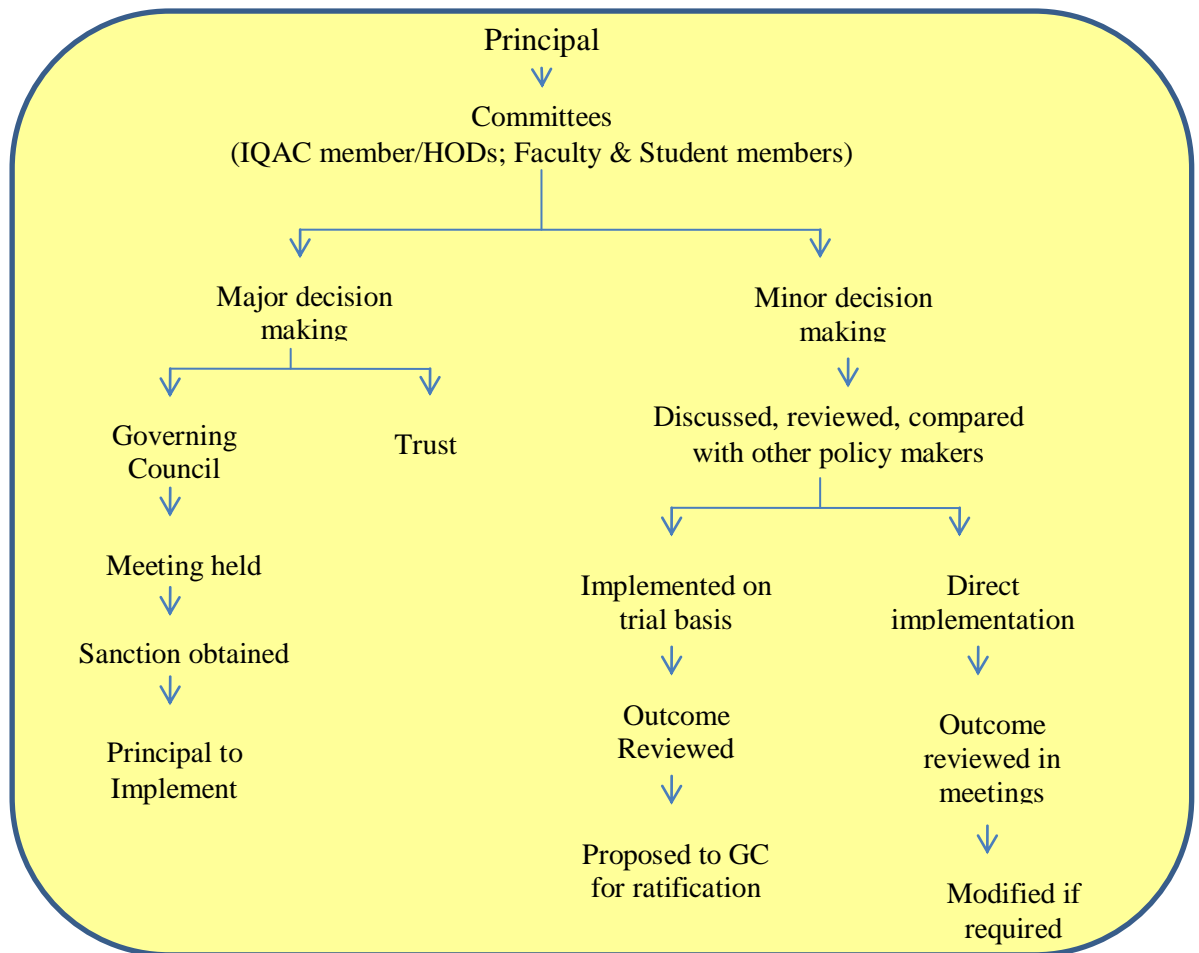 Principal
Committees
(IQAC member/HODs; Faculty & Student members)
Major decision
making
Minor decision
making
Governing
Council
Trust
Discussed, reviewed, compared
with other policy makers
Meeting held
Sanction obtained
Principal to
Implement
Implemented on
trial basis
Direct
implementation
Outcome
Reviewed
Outcome
reviewed in
meetings
Proposed to GC
for ratification
Modified if
required